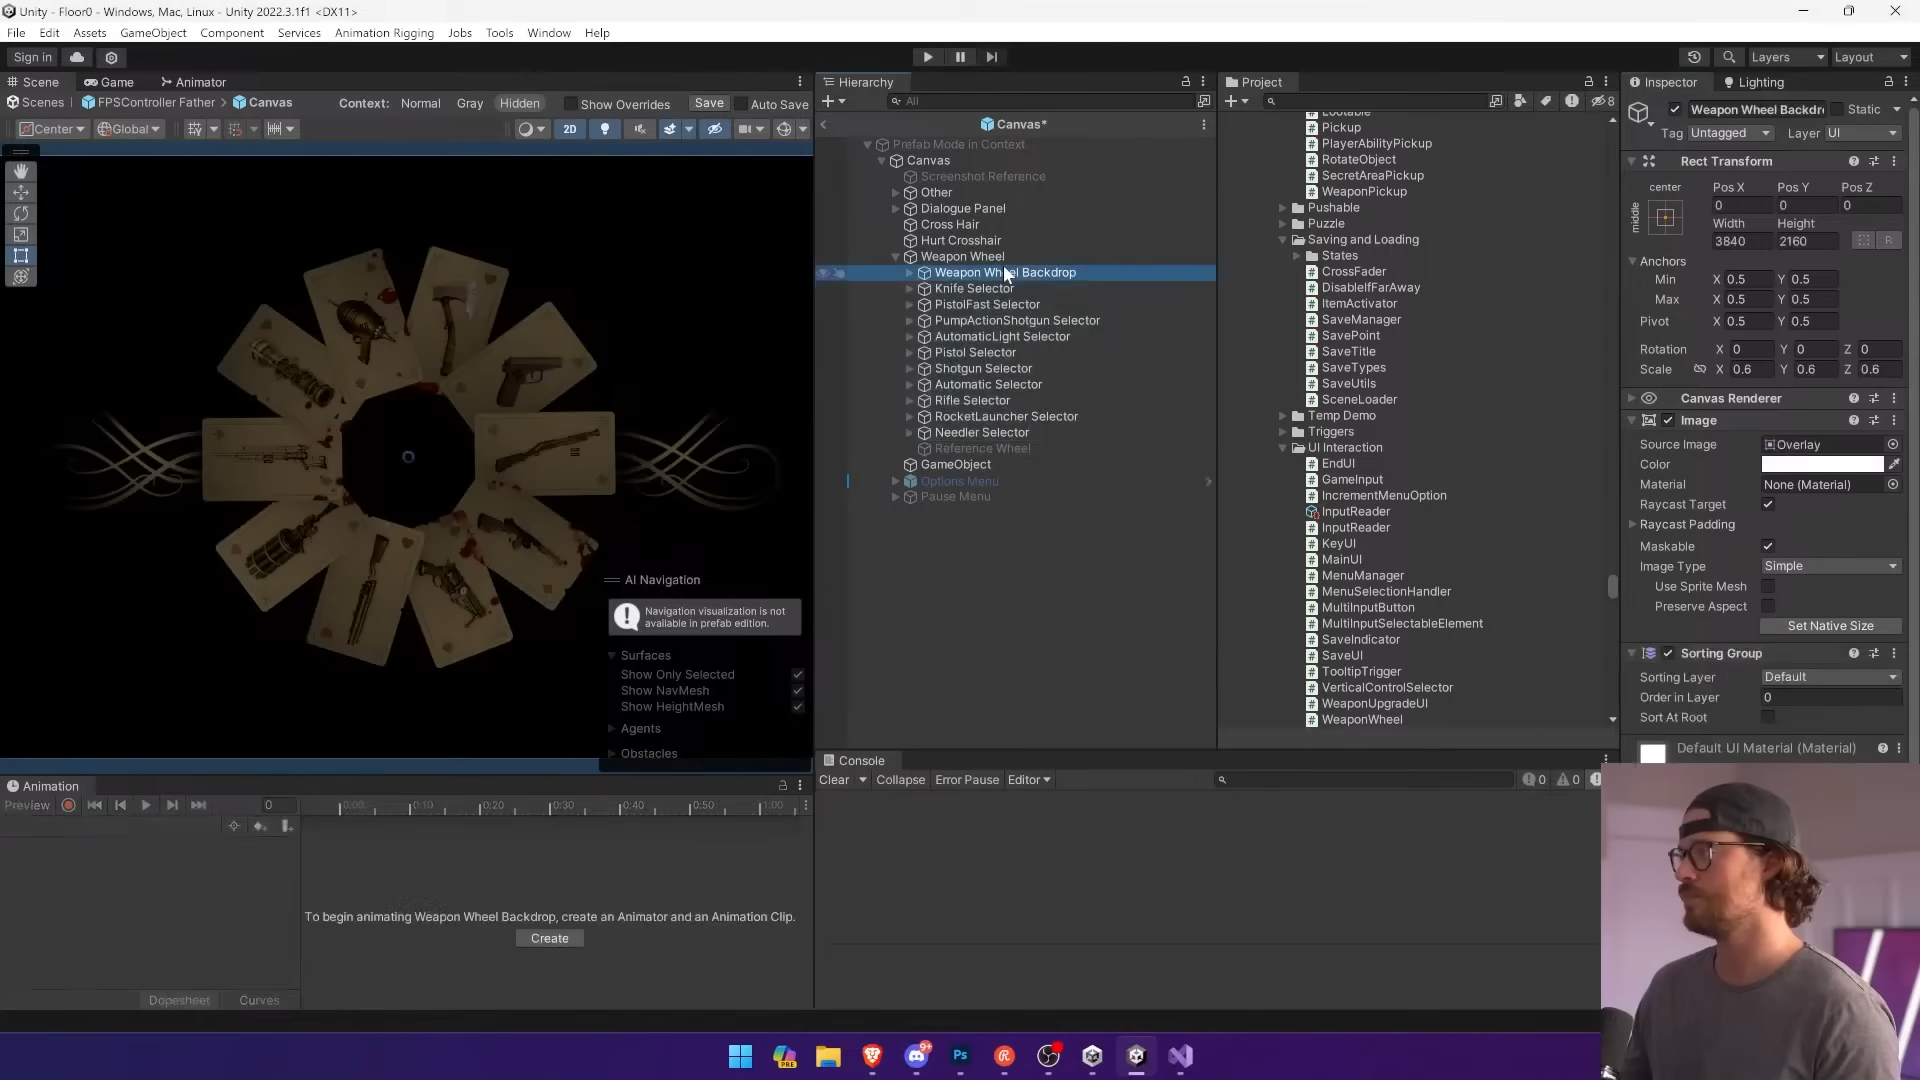 Unity - Floor0 - Windows, Mac, Linux - Unity 2022.3.1f1 <DX11>
File Edit Assets GameObject Component Services Animation Rigging Jobs Tools Window Help
Sign in
Layers
Layout
Scene
Game
Animator
Scenes
FPSController Father
Canvas
Context:
Normal
Gray
Hidden
Show Overrides
Save
Auto Save
Center
Global
2D
AI Navigation
Navigation visualization is not
available in prefab edition.
Surfaces
Show Only Selected
Show NavMesh
Show HeightMesh
Agents
Obstacles
Hierarchy
All
Canvas*
Prefab Mode in Context
Canvas
Screenshot Reference
Other
Dialogue Panel
Cross Hair
Hurt Crosshair
Weapon Wheel
Weapon Wheel Backdrop
Knife Selector
PistolFast Selector
PumpActionShotgun Selector
AutomaticLight Selector
Pistol Selector
Shotgun Selector
Automatic Selector
Rifle Selector
RocketLauncher Selector
Needler Selector
Reference Wheel
GameObject
Options Menu
Pause Menu
Project
8
Lootable
Pickup
PlayerAbilityPickup
RotateObject
SecretAreaPickup
WeaponPickup
Pushable
Puzzle
Saving and Loading
States
CrossFader
DisableIfFarAway
ItemActivator
SaveManager
SavePoint
SaveTitle
SaveTypes
SaveUtils
SceneLoader
Temp Demo
Triggers
UI Interaction
EndUI
GameInput
IncrementMenuOption
InputReader
InputReader
KeyUI
MainUI
MenuManager
MenuSelectionHandler
MultiInputButton
MultiInputSelectableElement
SaveIndicator
SaveUI
TooltipTrigger
VerticalControlSelector
WeaponUpgradeUI
WeaponWheel
Inspector
Lighting
Weapon Wheel Backdr
Static
Tag Untagged
Layer UI
Rect Transform
center
middle
Pos X Pos Y Pos Z
0 0 0
Width Height
3840 2160
R
Anchors
Min X 0.5 Y 0.5
Max X 0.5 Y 0.5
Pivot X 0.5 Y 0.5
Rotation X 0 Y 0 Z 0
Scale X 0.6 Y 0.6 Z 0.6
Canvas Renderer
Image
Source Image Overlay
Color
Material None (Material)
Raycast Target
Raycast Padding
Maskable
Image Type Simple
Use Sprite Mesh
Preserve Aspect
Set Native Size
Sorting Group
Sorting Layer Default
Order in Layer 0
Sort At Root
Default UI Material (Material)
Animation
Preview
0
0:00 0:10 0:20 0:30 0:40 0:50 1:00
To begin animating Weapon Wheel Backdrop, create an Animator and an Animation Clip.
Create
Dopesheet
Curves
Console
Clear
Collapse
Error Pause
Editor
0 0
PRE
9+
Ps